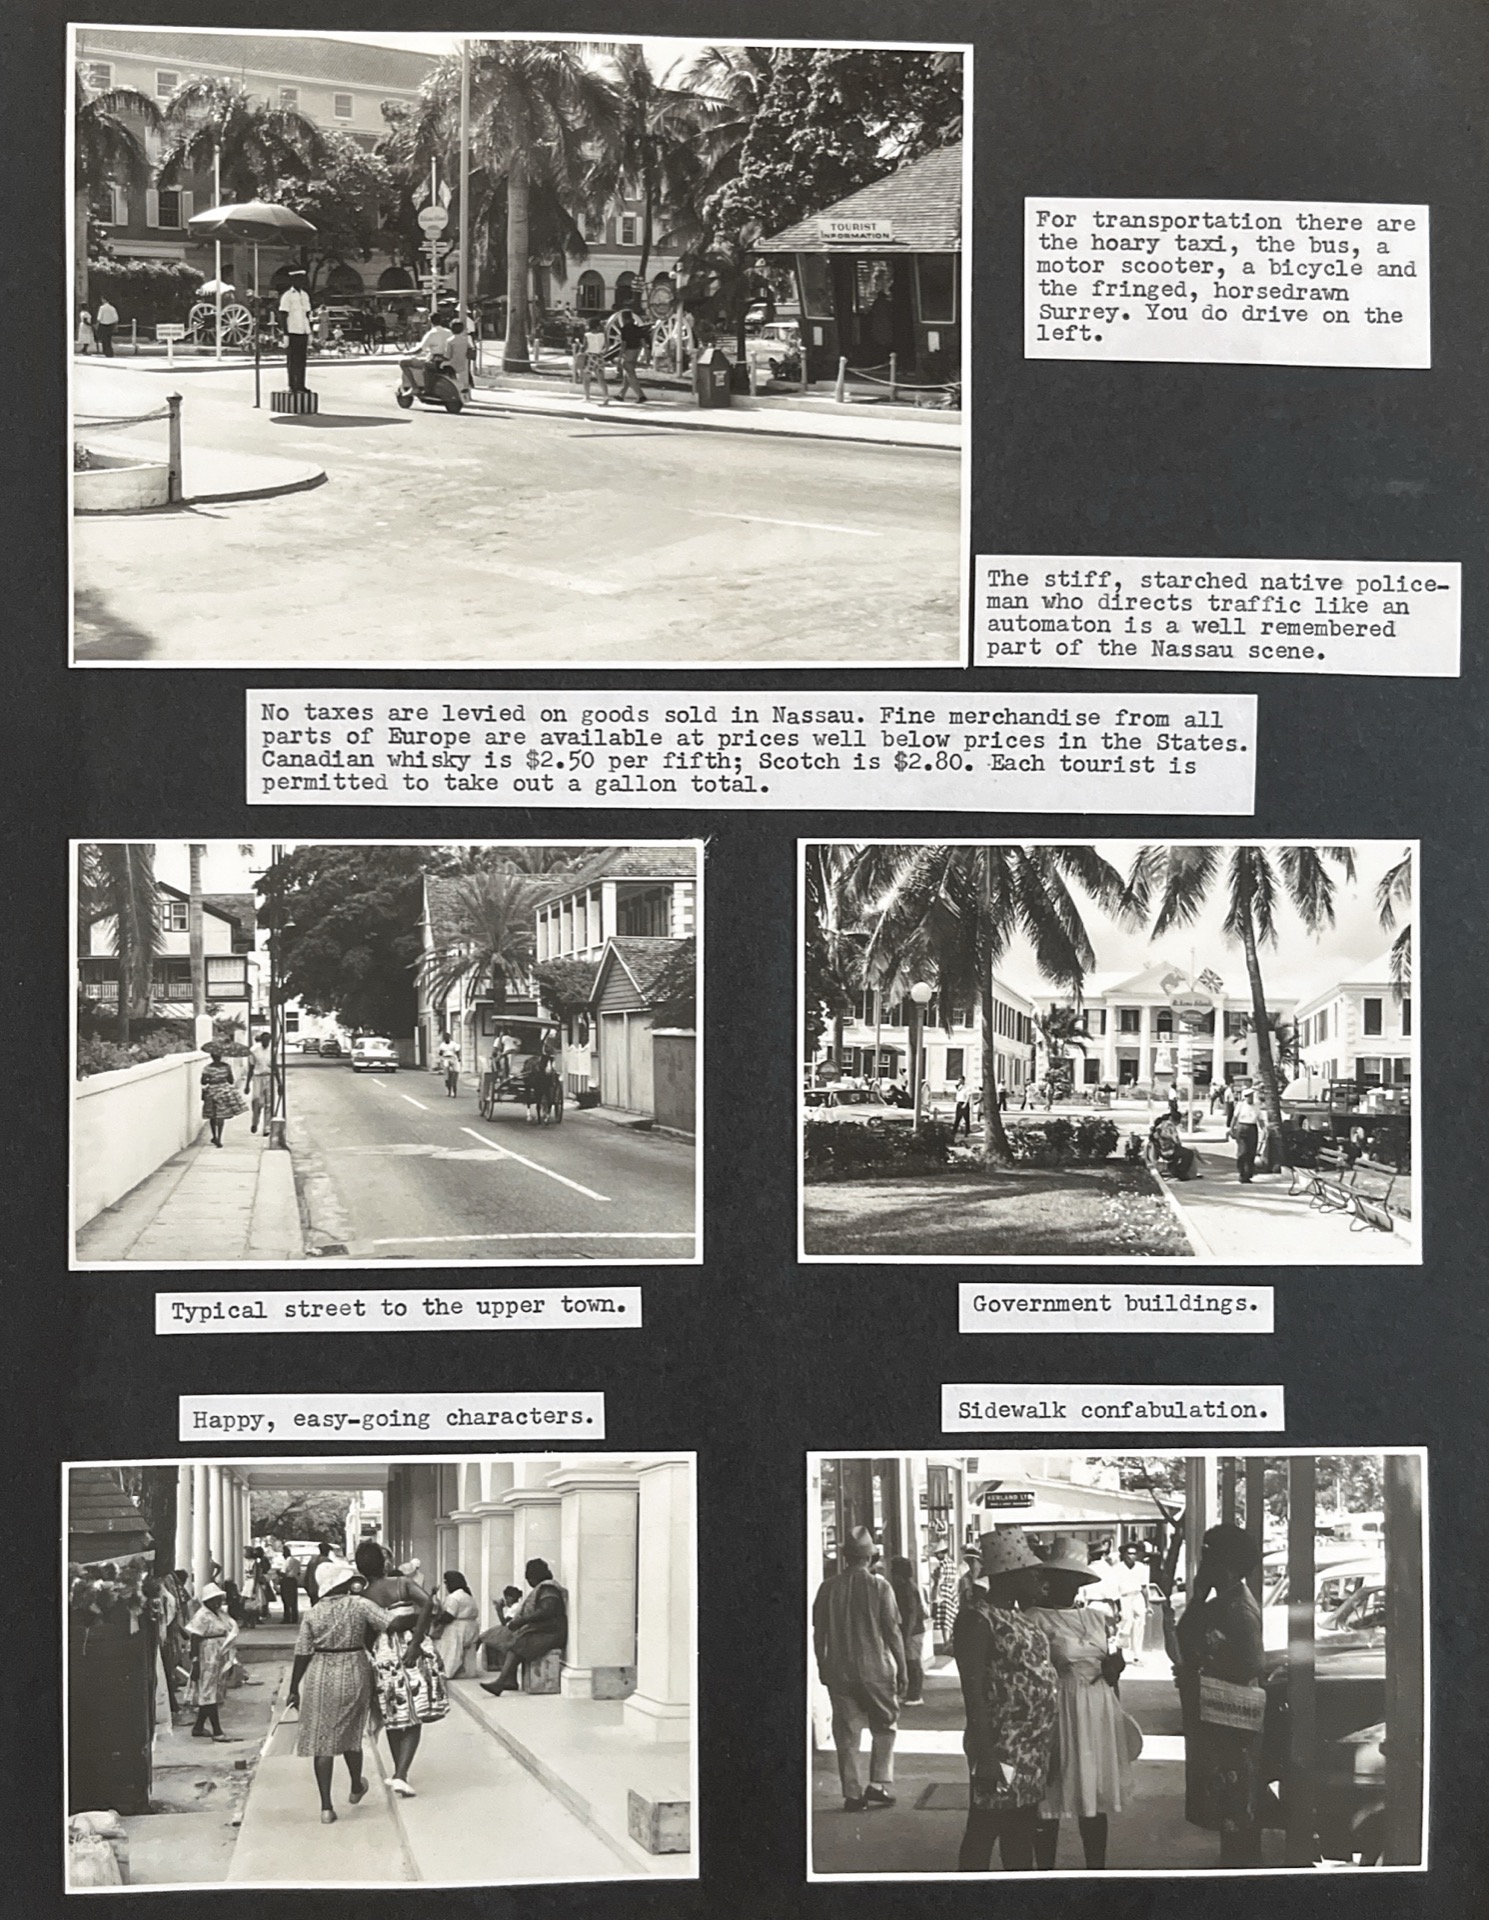 TOURIST
INFORMATION
For transportation there are
the hoary taxi, the bus, a
motor scooter, a bicycle and
the fringed, horsedrawn
Surrey. You do drive on the
left.
The stiff, starched native police-
man who directs traffic like an
automaton is a well remembered
part of the Nassau scene.
No taxes are levied on goods sold in Nassau. Fine merchandise from all
parts of Europe are available at prices well below prices in the States.
Canadian whisky is $2.50 per fifth; Scotch is $2.80. Each tourist is
permitted to take out a gallon total.
Typical street to the upper town.
Government buildings.
Happy, easy-going characters.
Sidewalk confabulation.